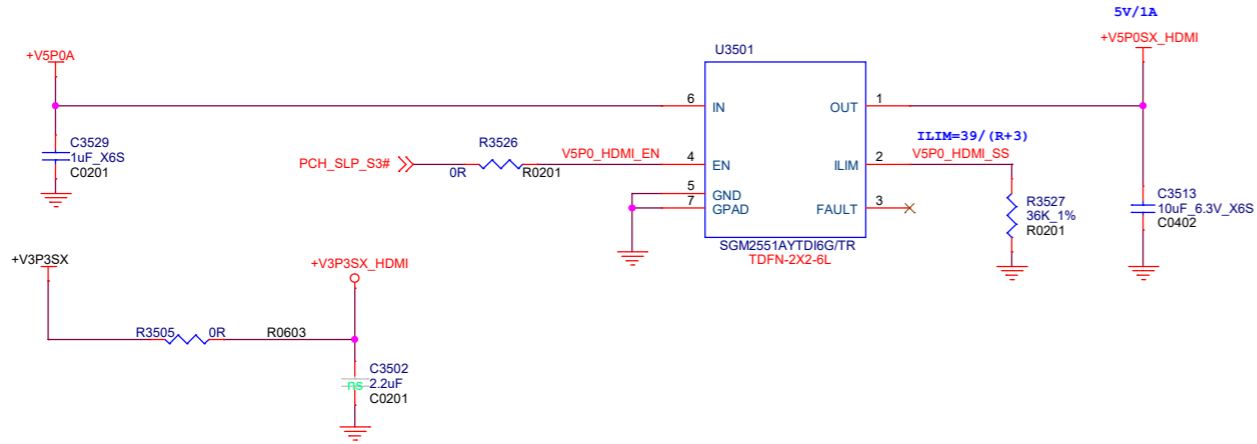 5V/1A
+V5P0SX_HDMI
+V5P0A
U3501
6
IN
OUT
1
C3529
1uF_X6S
C0201
PCH_SLP_S3#
R3526
0R
R0201
V5P0_HDMI_EN
4
EN
ILIM=39/(R+3)
V5P0_HDMI_SS
ILIM
2
5
GND
7
GPAD
FAULT
3
R3527
36K_1%
R0201
C3513
10uF_6.3V_X6S
C0402
SGM2551AYTDI6G/TR
TDFN-2X2-6L
+V3P3SX
+V3P3SX_HDMI
R3505
0R
R0603
C3502
ns
2.2uF
C0201